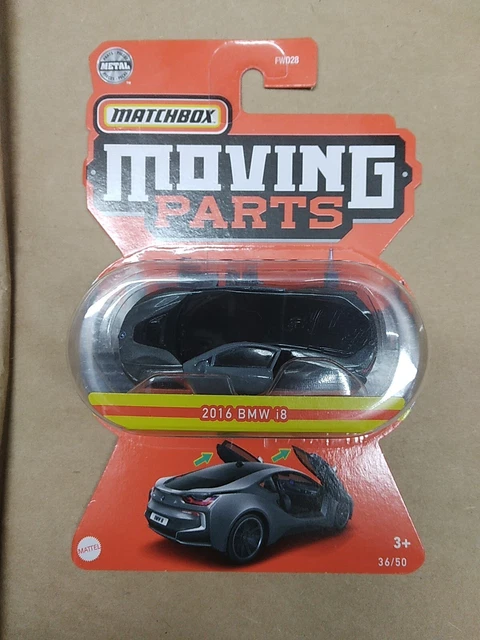 METAL
FWD28
MATCHBOX
MOVING
PARTS
2016 BMW i8
MATTEL
3+
36/50